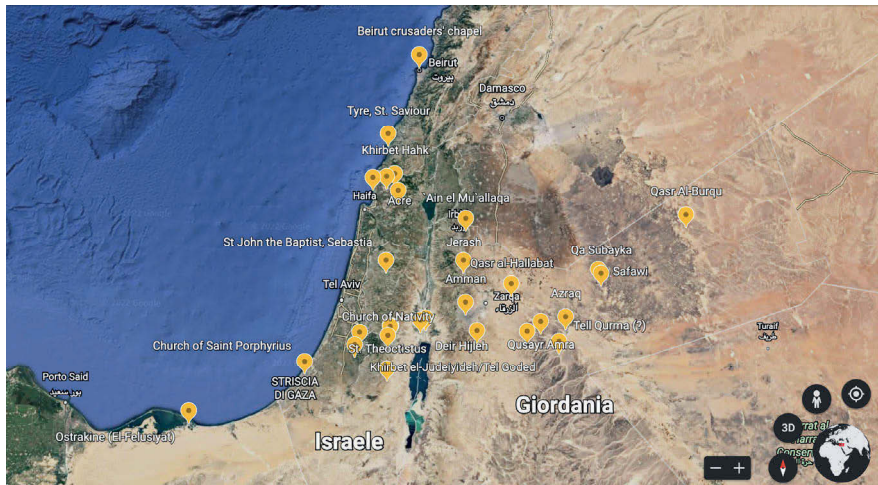 Beirut crusaders' chapel
Beirut
بيروت
Damasco
دمشق
Tyre, St. Saviour
Khirbet Hahk
Haifa
Acre
Ain el Mu`allaqa
Qasr Al-Burqu
Irb
إربد
St John the Baptist. Sebastia
Jerash
Qa Subayka
Qasr al-Hallabat
Safawi
Amman
Tel Aviv
Zarqa
الزرقاء
Azraq
Church of Nativity
Tell Qurma (?)
Turaif
طريف
Church of Saint Porphyrius
St. Theoctistus
Deir Hijleh
Qusayr Amra
Khirbet el-Judeiyideh/Tel Goded
Porto Said
بور سعيد
STRISCIA
DI GAZA
Giordania
Ostrakine (El-Felusiyat)
Israele
3D